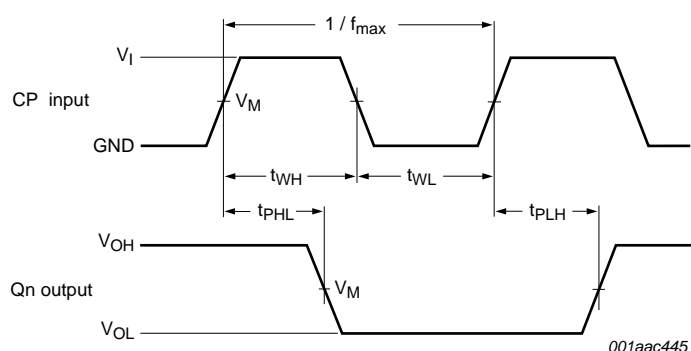 1 / fmax
VI
CP input
VM
GND
tWH
tWL
tPHL
tPLH
VOH
Qn output
VM
VOL
001aac445